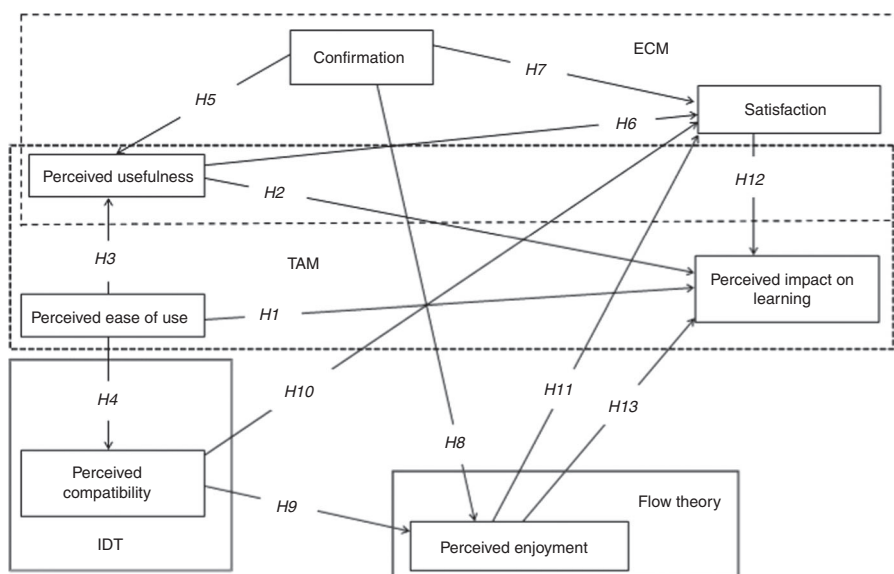 ECM
Confirmation
H7
Satisfaction
H5
H6
Perceived usefulness
H2
H12
H3
TAM
Perceived impact on
learning
Perceived ease of use
H1
H4
H10
H11
H13
H8
Perceived
compatibility
H9
Flow theory
IDT
Perceived enjoyment